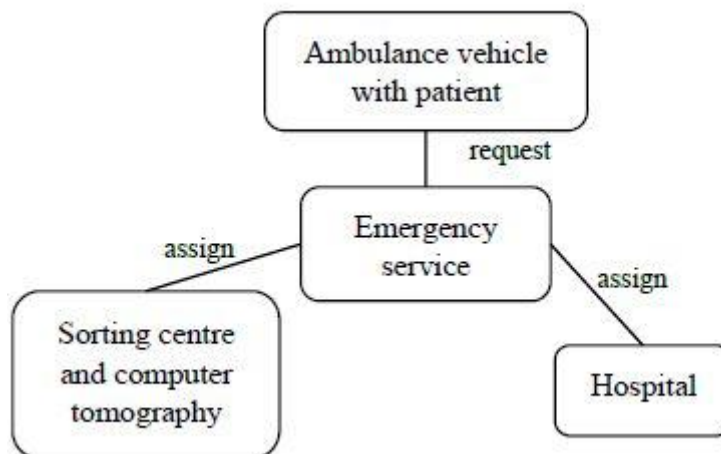 Ambulance vehicle
with patient
request
Emergency
service
assign
assign
Sorting centre
and computer
tomography
Hospital